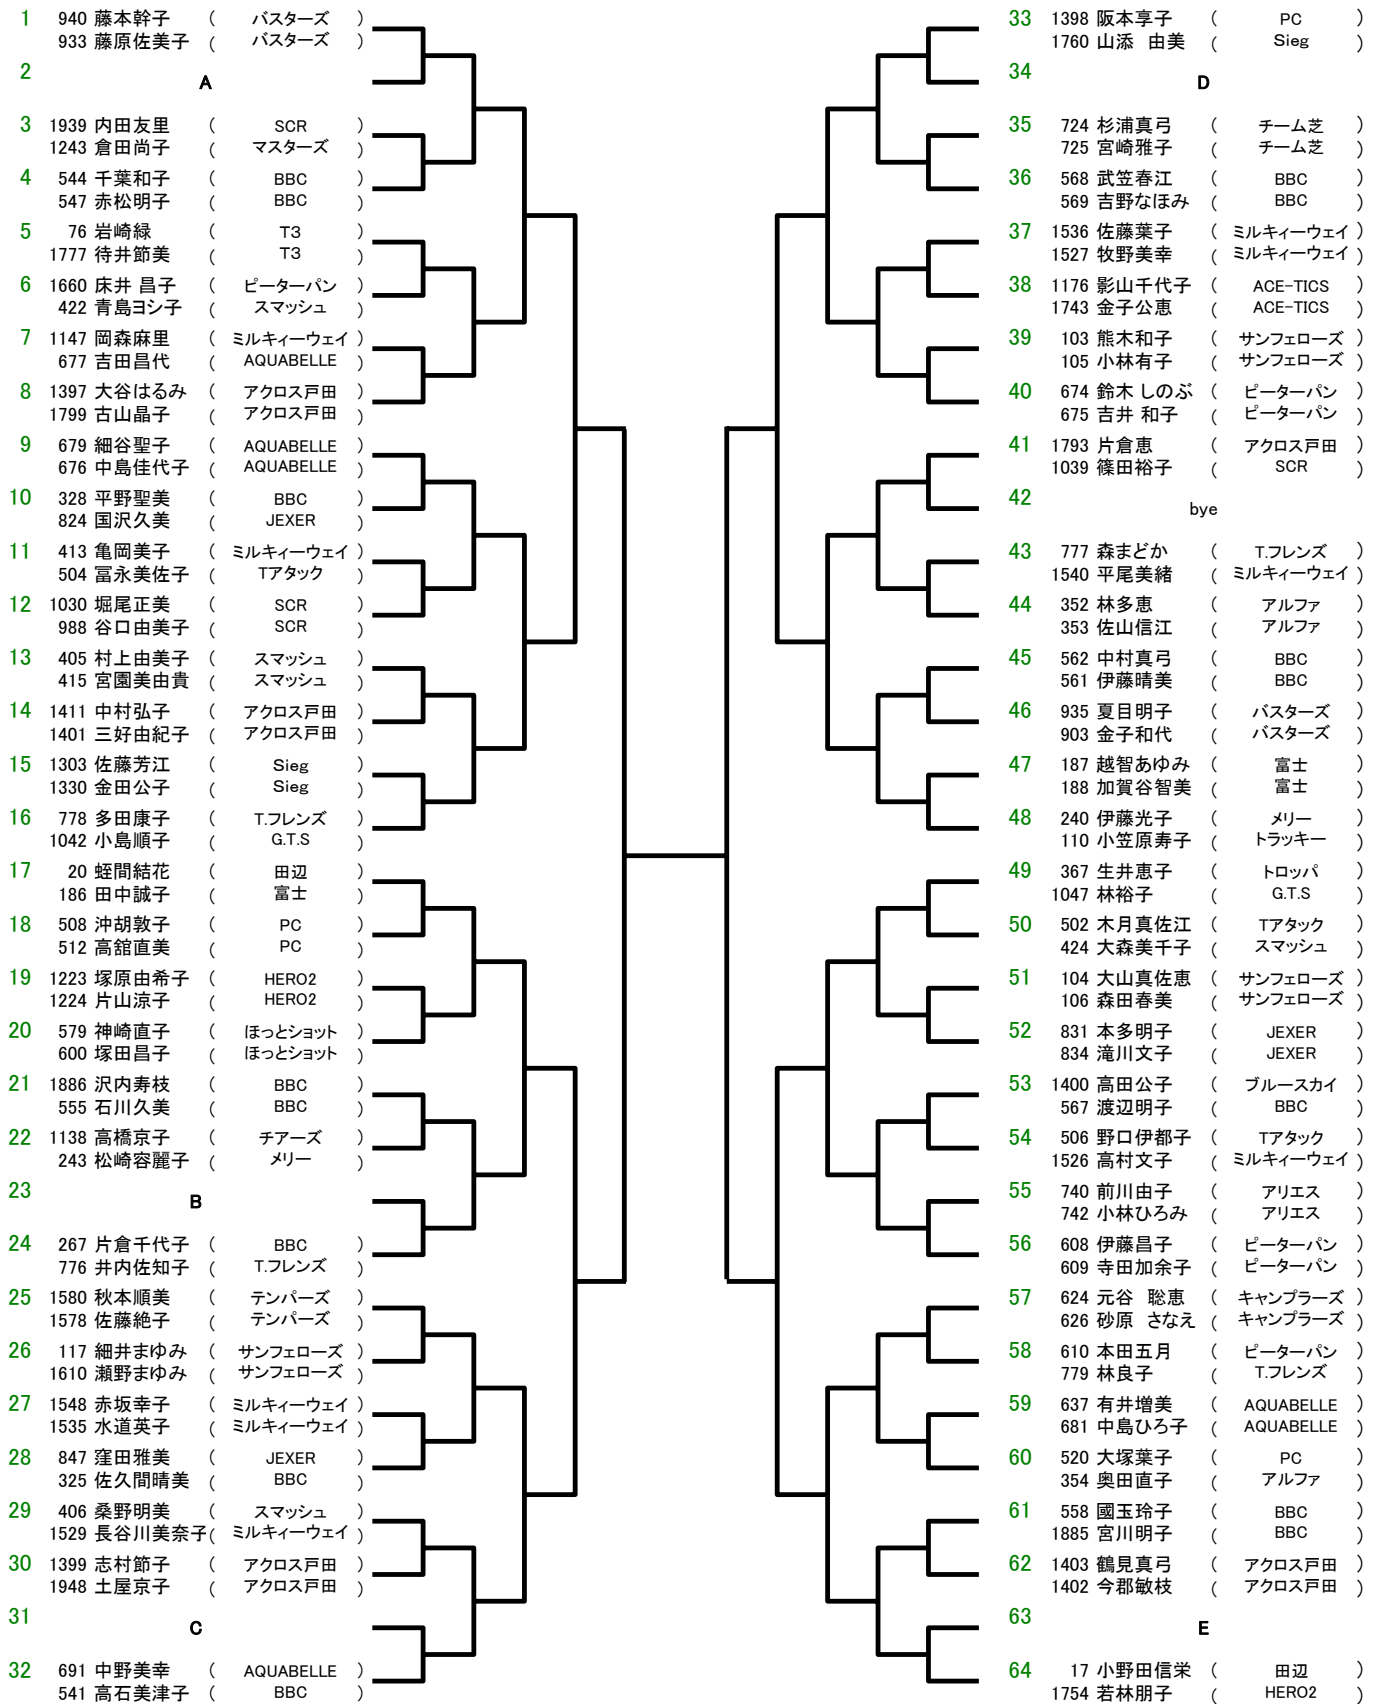 1 940 藤本幹子 ( バスターズ )
933 藤原佐美子 ( バスターズ )
2
A
3 1939 内田友里 ( SCR )
1243 倉田尚子 ( マスターズ )
4 544 千葉和子 ( BBC )
547 赤松明子 ( BBC )
5 76 岩崎緑 ( T3 )
1777 待井節美 ( T3 )
6 1660 床井 昌子 ( ピーターパン )
422 青島ヨシ子 ( スマッシュ )
7 1147 岡森麻里 ( ミルキィーウェイ )
677 吉田昌代 ( AQUABELLE )
8 1397 大谷はるみ ( アクロス戸田 )
1799 古山晶子 ( アクロス戸田 )
9 679 細谷聖子 ( AQUABELLE )
676 中島佳代子 ( AQUABELLE )
10 328 平野聖美 ( BBC )
824 国沢久美 ( JEXER )
11 413 亀岡美子 ( ミルキィーウェイ )
504 冨永美佐子 ( Tアタック )
12 1030 堀尾正美 ( SCR )
988 谷口由美子 ( SCR )
13 405 村上由美子 ( スマッシュ )
415 宮園美由貴 ( スマッシュ )
14 1411 中村弘子 ( アクロス戸田 )
1401 三好由紀子 ( アクロス戸田 )
15 1303 佐藤芳江 ( Sieg )
1330 金田公子 ( Sieg )
16 778 多田康子 ( T.フレンズ )
1042 小島順子 ( G.T.S )
17 20 蛭間結花 ( 田辺 )
186 田中誠子 ( 富士 )
18 508 沖胡敦子 ( PC )
512 高舘直美 ( PC )
19 1223 塚原由希子 ( HERO2 )
1224 片山涼子 ( HERO2 )
20 579 神崎直子 ( ほっとショット )
600 塚田昌子 ( ほっとショット )
21 1886 沢内寿枝 ( BBC )
555 石川久美 ( BBC )
22 1138 高橋京子 ( チアーズ )
243 松崎容麗子 ( メリー )
23
B
24 267 片倉千代子 ( BBC )
776 井内佐知子 ( T.フレンズ )
25 1580 秋本順美 ( テンパーズ )
1578 佐藤絶子 ( テンパーズ )
26 117 細井まゆみ ( サンフェローズ )
1610 瀬野まゆみ ( サンフェローズ )
27 1548 赤坂幸子 ( ミルキィーウェイ )
1535 水道英子 ( ミルキィーウェイ )
28 847 窪田雅美 ( JEXER )
325 佐久間晴美 ( BBC )
29 406 桑野明美 ( スマッシュ )
1529 長谷川美奈子 ( ミルキィーウェイ )
30 1399 志村節子 ( アクロス戸田 )
1948 土屋京子 ( アクロス戸田 )
31
C
32 691 中野美幸 ( AQUABELLE )
541 高石美津子 ( BBC )
33 1398 阪本享子 ( PC )
1760 山添 由美 ( Sieg )
34
D
35 724 杉浦真弓 ( チーム芝 )
725 宮崎雅子 ( チーム芝 )
36 568 武笠春江 ( BBC )
569 吉野なほみ ( BBC )
37 1536 佐藤葉子 ( ミルキィーウェイ )
1527 牧野美幸 ( ミルキィーウェイ )
38 1176 影山千代子 ( ACE-TICS )
1743 金子公恵 ( ACE-TICS )
39 103 熊木和子 ( サンフェローズ )
105 小林有子 ( サンフェローズ )
40 674 鈴木 しのぶ ( ピーターパン )
675 吉井 和子 ( ピーターパン )
41 1793 片倉恵 ( アクロス戸田 )
1039 篠田裕子 ( SCR )
42
bye
43 777 森まどか ( T.フレンズ )
1540 平尾美緒 ( ミルキィーウェイ )
44 352 林多恵 ( アルファ )
353 佐山信江 ( アルファ )
45 562 中村真弓 ( BBC )
561 伊藤晴美 ( BBC )
46 935 夏目明子 ( バスターズ )
903 金子和代 ( バスターズ )
47 187 越智あゆみ ( 富士 )
188 加賀谷智美 ( 富士 )
48 240 伊藤光子 ( メリー )
110 小笠原寿子 ( トラッキー )
49 367 生井恵子 ( トロッパ )
1047 林裕子 ( G.T.S )
50 502 木月真佐江 ( Tアタック )
424 大森美千子 ( スマッシュ )
51 104 大山真佐恵 ( サンフェローズ )
106 森田春美 ( サンフェローズ )
52 831 本多明子 ( JEXER )
834 滝川文子 ( JEXER )
53 1400 高田公子 ( ブルースカイ )
567 渡辺明子 ( BBC )
54 506 野口伊都子 ( Tアタック )
1526 高村文子 ( ミルキィーウェイ )
55 740 前川由子 ( アリエス )
742 小林ひろみ ( アリエス )
56 608 伊藤昌子 ( ピーターパン )
609 寺田加余子 ( ピーターパン )
57 624 元谷 聡恵 ( キャンプラーズ )
626 砂原 さなえ ( キャンプラーズ )
58 610 本田五月 ( ピーターパン )
779 林良子 ( T.フレンズ )
59 637 有井増美 ( AQUABELLE )
681 中島ひろ子 ( AQUABELLE )
60 520 大塚葉子 ( PC )
354 奥田直子 ( アルファ )
61 558 國玉玲子 ( BBC )
1885 宮川明子 ( BBC )
62 1403 鶴見真弓 ( アクロス戸田 )
1402 今郡敏枝 ( アクロス戸田 )
63
E
64 17 小野田信栄 ( 田辺 )
1754 若林朋子 ( HERO2 )